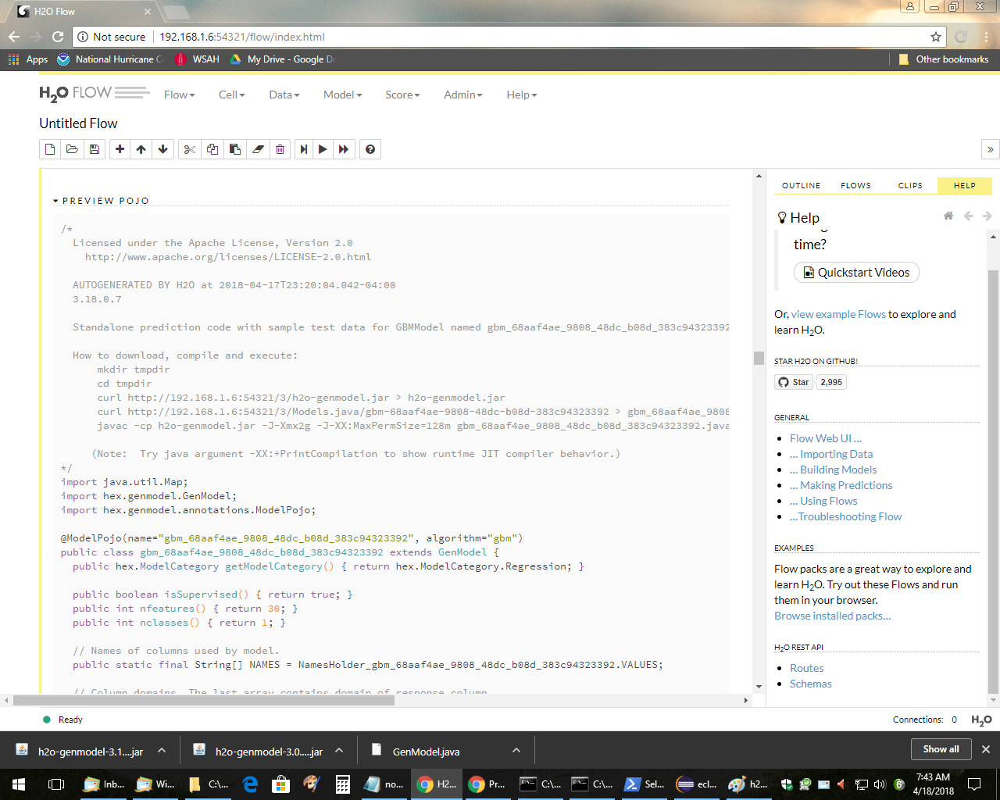 H2O Flow
Not secure
192.168.1.6:54321/flow/index.html
Apps
National Hurricane C
WSAH
My Drive - Google Dr
Other bookmarks
H2O FLOW
Flow
Cell
Data
Model
Score
Admin
Help
Untitled Flow
»
PREVIEW POJO
/*
Licensed under the Apache License, Version 2.0
http://www.apache.org/licenses/LICENSE-2.0.html
AUTOGENERATED BY H2O at 2018-04-17T23:20:04.042-04:00
3.18.0.7
Standalone prediction code with sample test data for GBMModel named gbm_68aaf4ae_9808_48dc_b08d_383c94323392
How to download, compile and execute:
mkdir tmpdir
cd tmpdir
curl http://192.168.1.6:54321/3/h2o-genmodel.jar > h2o-genmodel.jar
curl http://192.168.1.6:54321/3/Models.java/gbm-68aaf4ae-9808-48dc-b08d-383c94323392 > gbm_68aaf4ae_9808
javac -cp h2o-genmodel.jar -J-Xmx2g -J-XX:MaxPermSize=128m gbm_68aaf4ae_9808_48dc_b08d_383c94323392.java
(Note: Try java argument -XX:+PrintCompilation to show runtime JIT compiler behavior.)
*/
import java.util.Map;
import hex.genmodel.GenModel;
import hex.genmodel.annotations.ModelPojo;
@ModelPojo(name="gbm_68aaf4ae_9808_48dc_b08d_383c94323392", algorithm="gbm")
public class gbm_68aaf4ae_9808_48dc_b08d_383c94323392 extends GenModel {
public hex.ModelCategory getModelCategory() { return hex.ModelCategory.Regression; }
public boolean isSupervised() { return true; }
public int nfeatures() { return 30; }
public int nclasses() { return 1; }
// Names of columns used by model.
public static final String[] NAMES = NamesHolder_gbm_68aaf4ae_9808_48dc_b08d_383c94323392.VALUES;
// Column domains. The last array contains domain of response column.
OUTLINE
FLOWS
CLIPS
HELP
Help
time?
Quickstart Videos
Or, view example Flows to explore and
learn H2O.
STAR H2O ON GITHUB!
Star
2,995
GENERAL
Flow Web UI ...
... Importing Data
... Building Models
... Making Predictions
... Using Flows
...Troubleshooting Flow
EXAMPLES
Flow packs are a great way to explore and
learn H2O. Try out these Flows and run
them in your browser.
Browse installed packs...
H2O REST API
Routes
Schemas
Ready
Connections: 0
H2O
h2o-genmodel-3.1....jar
h2o-genmodel-3.0.....jar
GenModel.java
Show all
Inb...
Wi...
C:\...
no...
H2...
Pr...
C:\...
C:\...
Sel...
ecl...
h2...
6
7:43 AM
4/18/2018